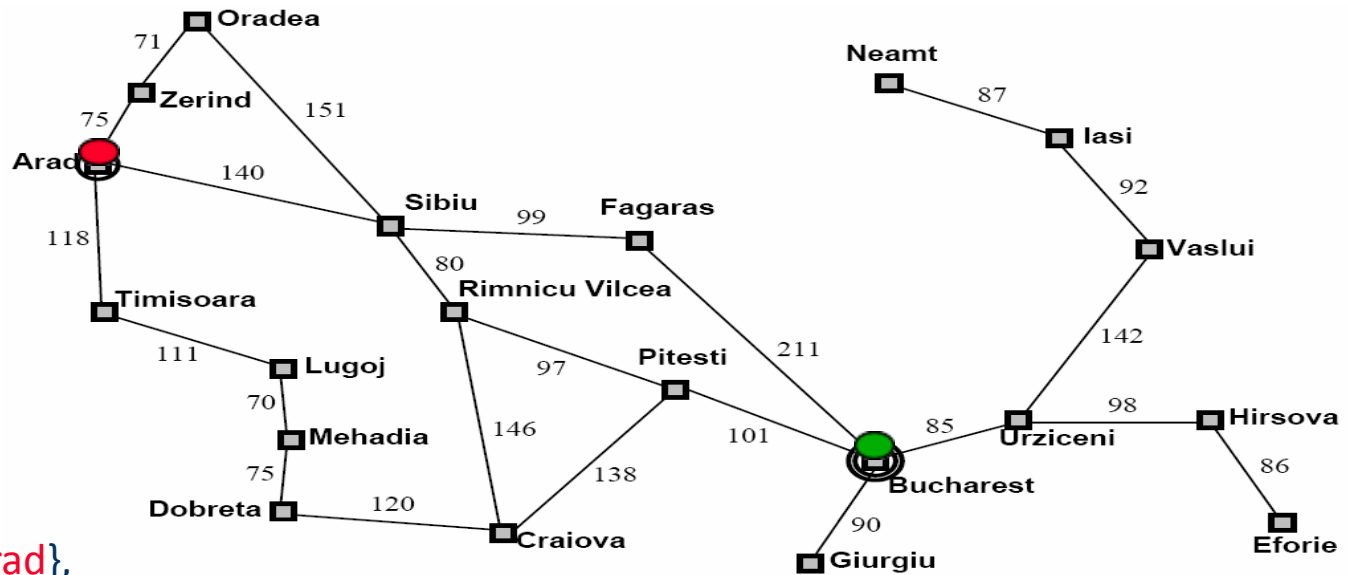 Oradea
71
Neamt
Zerind
87
151
75
Iasi
Arad
140
92
Sibiu
Fagaras
99
118
Vaslui
80
Rimnicu Vilcea
Timisoara
142
111
Pitesti
211
97
Lugoj
70
98
Hirsova
85
Urziceni
146
101
Mehadia
86
75
138
Bucharest
Dobreta
120
90
Craiova
Eforie
Giurgiu
rad},